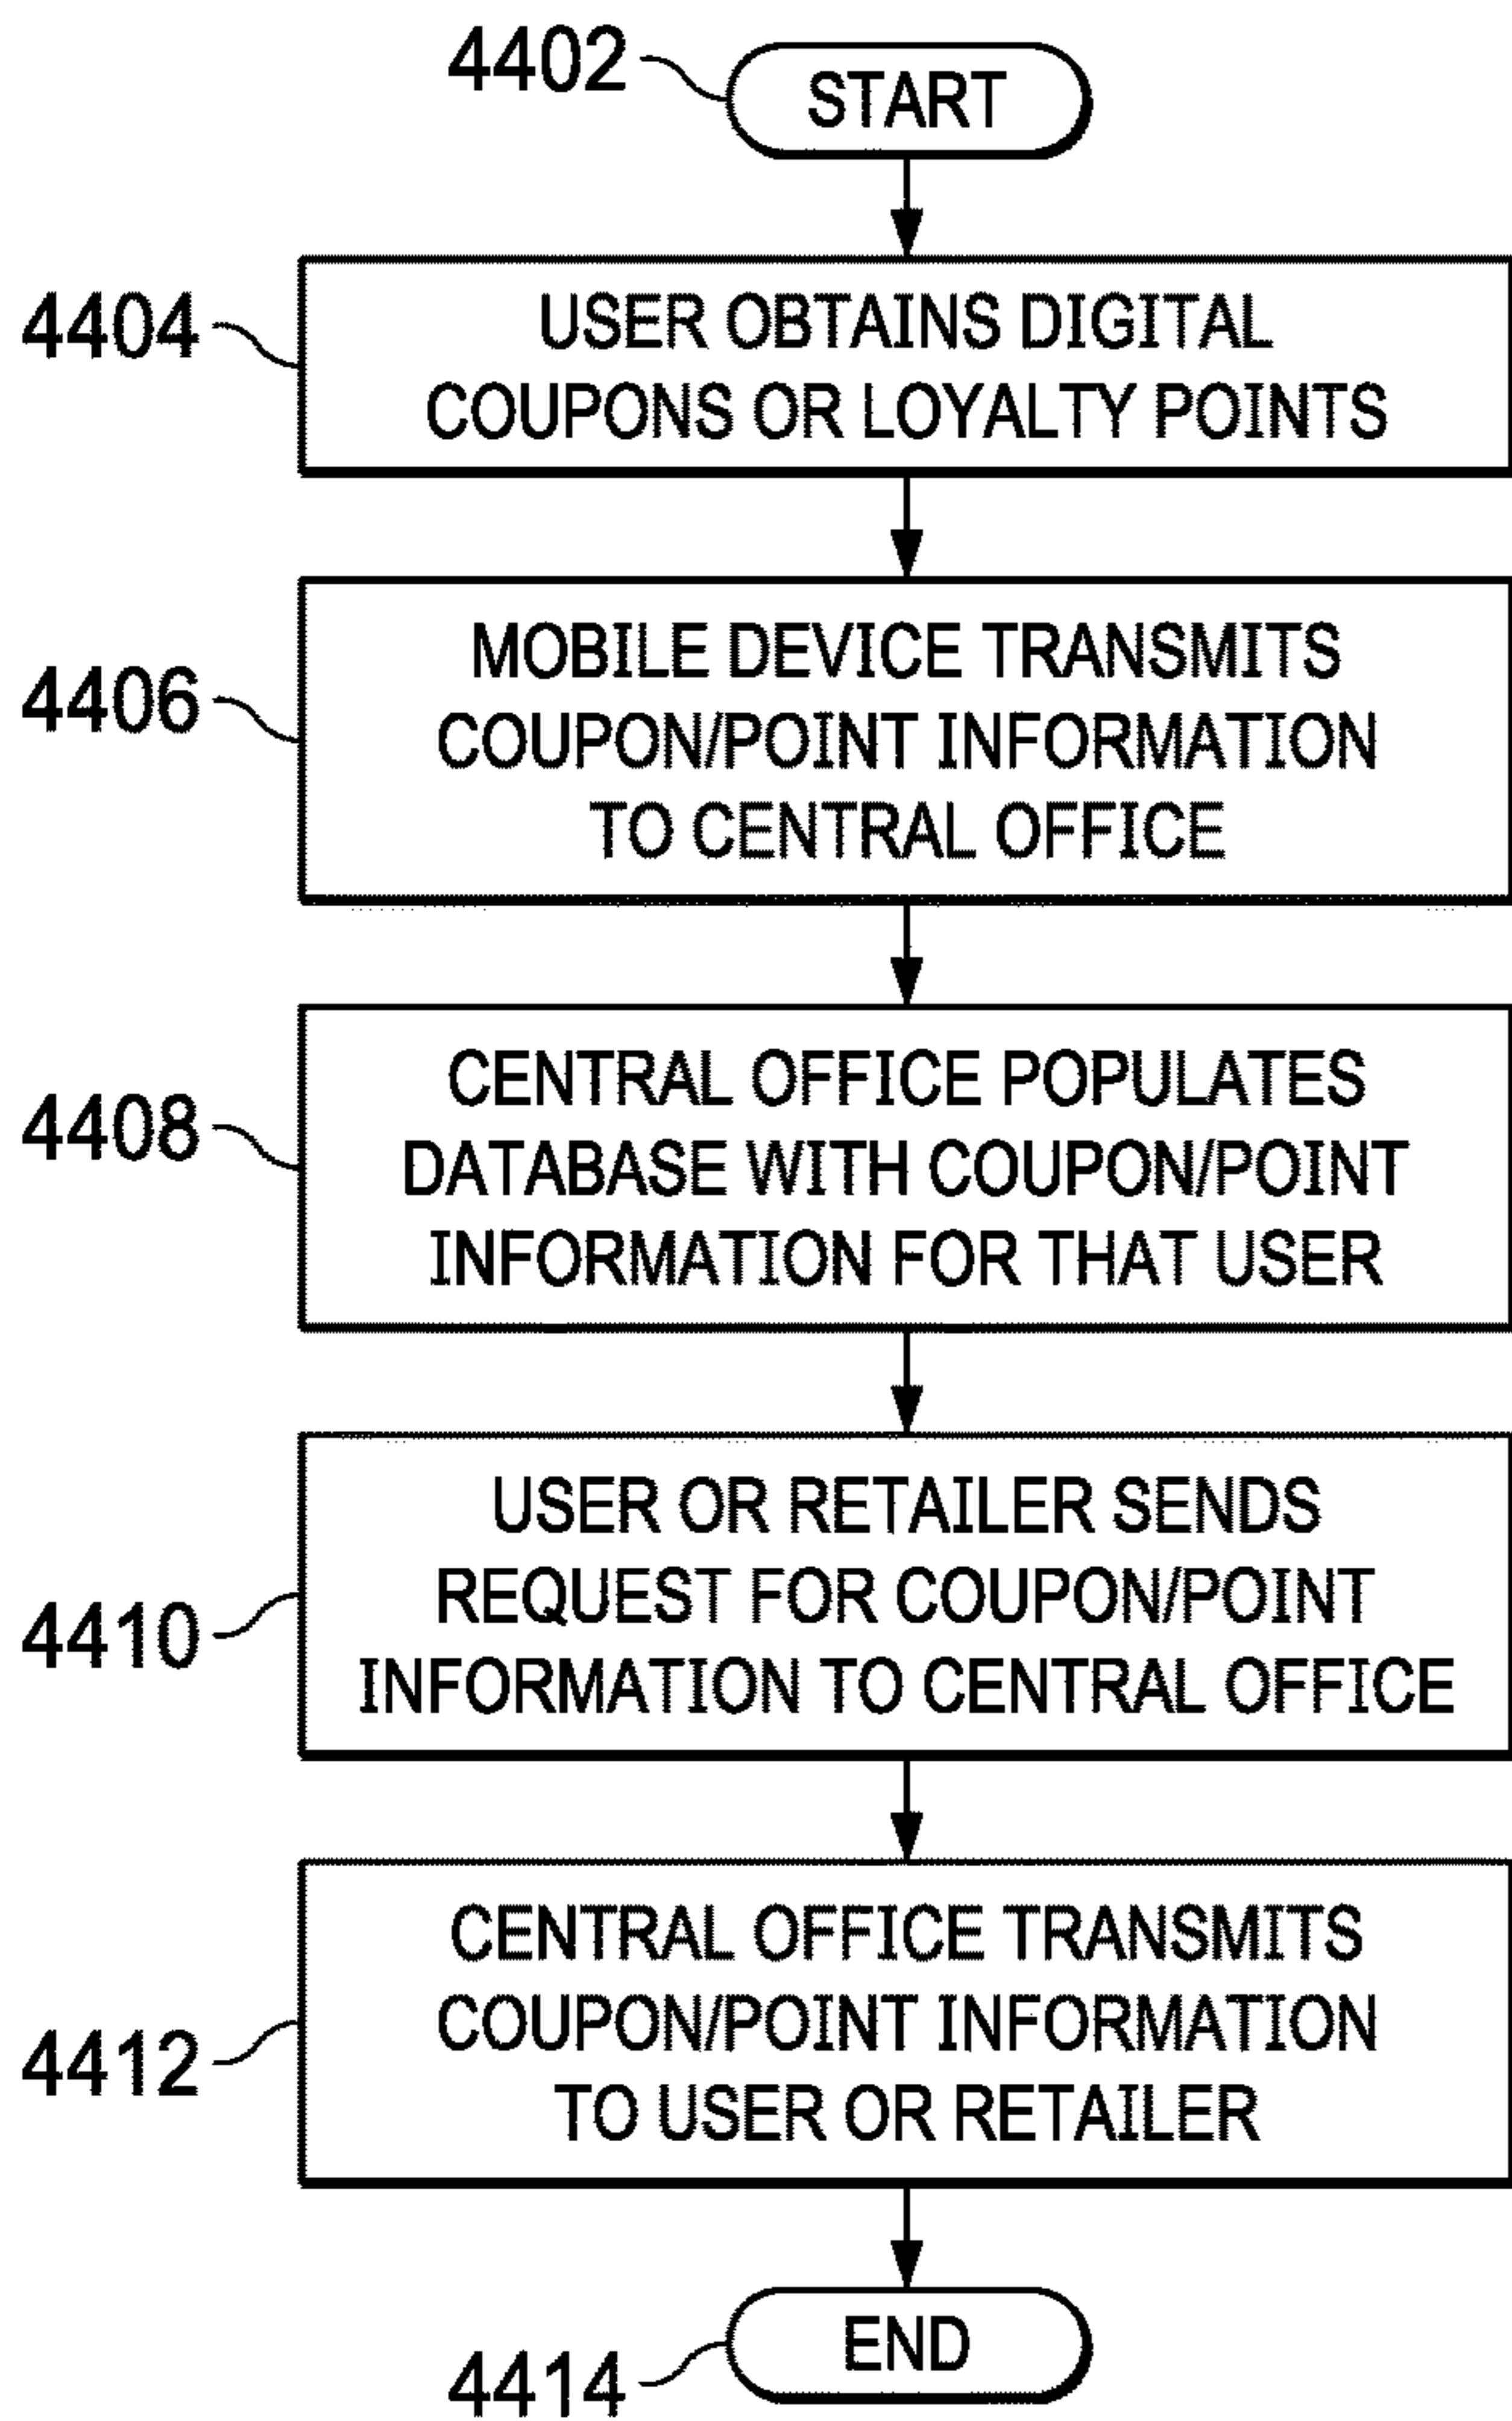 4402
START
4404
USER OBTAINS DIGITAL
COUPONS OR LOYALTY POINTS
4406
MOBILE DEVICE TRANSMITS
COUPON/POINT INFORMATION
TO CENTRAL OFFICE
4408
CENTRAL OFFICE POPULATES
DATABASE WITH COUPON/POINT
INFORMATION FOR THAT USER
4410
USER OR RETAILER SENDS
REQUEST FOR COUPON/POINT
INFORMATION TO CENTRAL OFFICE
4412
CENTRAL OFFICE TRANSMITS
COUPON/POINT INFORMATION
TO USER OR RETAILER
4414
END